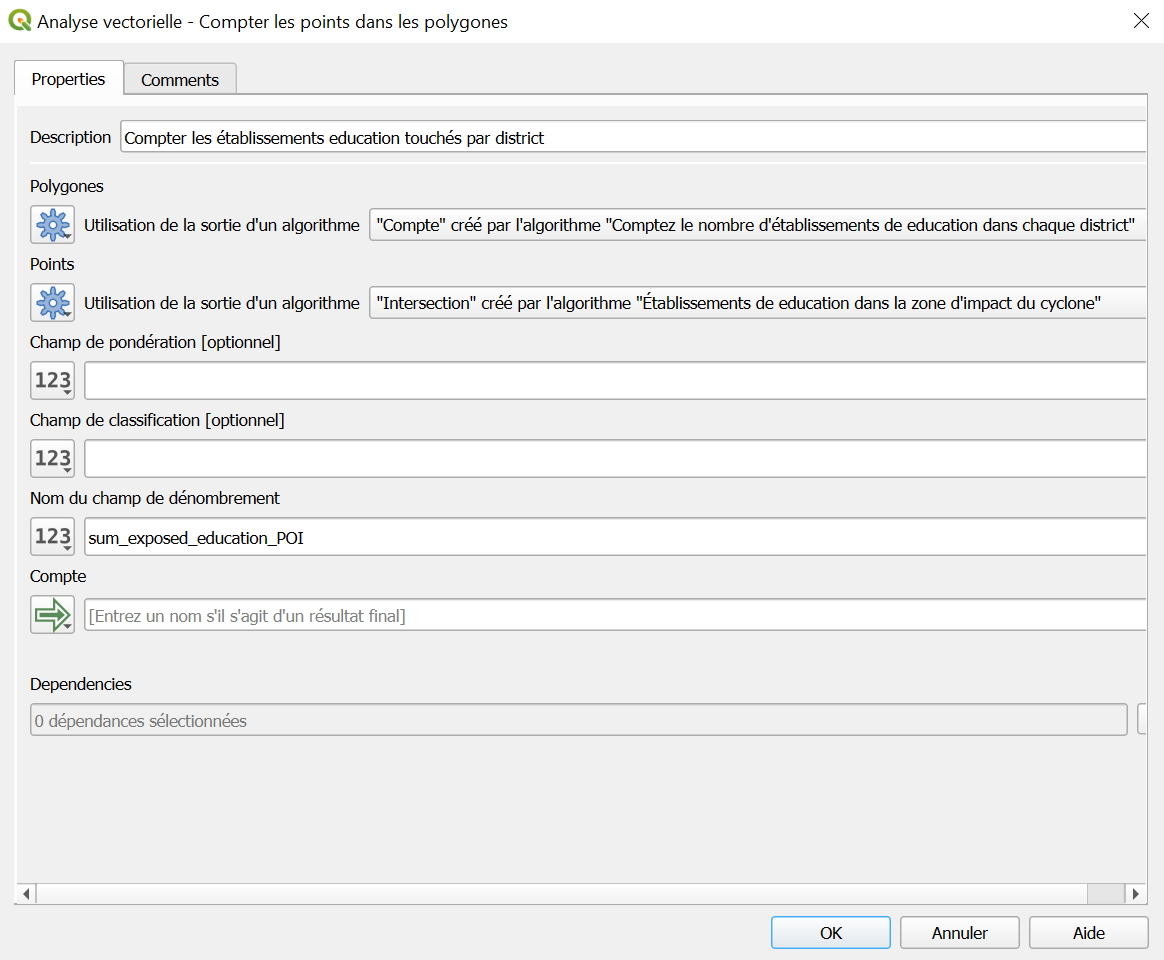 Analyse vectorielle - Compter les points dans les polygones
Properties
Comments
Description
Compter les établissements education touchés par district
Polygones
Utilisation de la sortie d'un algorithme
"Compte" créé par l'algorithme "Comptez le nombre d'établissements de education dans chaque district"
Points
Utilisation de la sortie d'un algorithme
"Intersection" créé par l'algorithme "Établissements de education dans la zone d'impact du cyclone"
Champ de pondération [optionnel]
123
Champ de classification [optionnel]
123
Nom du champ de dénombrement
123
sum_exposed_education_POI
Compte
[Entrez un nom s'il s'agit d'un résultat final]
Dependencies
0 dépendances sélectionnées
OK
Annuler
Aide